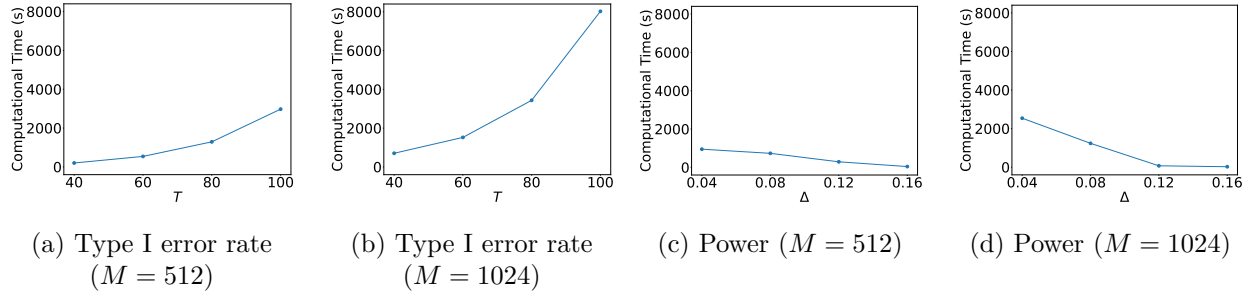 Computational Time (s)
8000
6000
4000
2000
0
40
60
80
100
T
(a) Type I error rate
(M = 512)
Computational Time (s)
8000
6000
4000
2000
0
40
60
80
100
T
(b) Type I error rate
(M = 1024)
Computational Time (s)
8000
6000
4000
2000
0
0.04
0.08
0.12
0.16
Δ
(c) Power (M = 512)
Computational Time (s)
8000
6000
4000
2000
0
0.04
0.08
0.12
0.16
Δ
(d) Power (M = 1024)